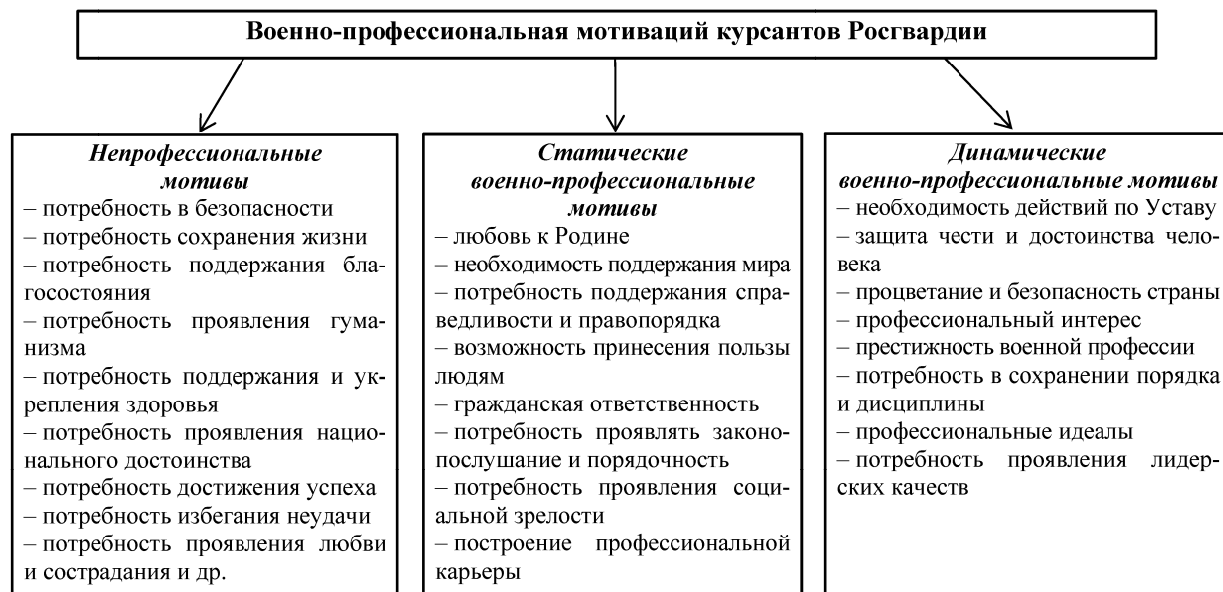 Военно-профессиональная мотиваций курсантов Росгвардии
Непрофессиональные
мотивы
– потребность в безопасности
– потребность сохранения жизни
– потребность поддержания бла-
госостояния
– потребность проявления гума-
низма
– потребность поддержания и ук-
репления здоровья
– потребность проявления нацио-
нального достоинства
– потребность достижения успеха
– потребность избегания неудачи
– потребность проявления любви
и сострадания и др.
Статические
военно-профессиональные
мотивы
– любовь к Родине
– необходимость поддержания мира
– потребность поддержания спра-
ведливости и правопорядка
– возможность принесения пользы
людям
– гражданская ответственность
– потребность проявлять законо-
послушание и порядочность
– потребность проявления соци-
альной зрелости
– построение профессиональной
карьеры
Динамические
военно-профессиональные мотивы
– необходимость действий по Уставу
– защита чести и достоинства чело-
века
– процветание и безопасность страны
– профессиональный интерес
– престижность военной профессии
– потребность в сохранении порядка
и дисциплины
– профессиональные идеалы
– потребность проявления лидер-
ских качеств